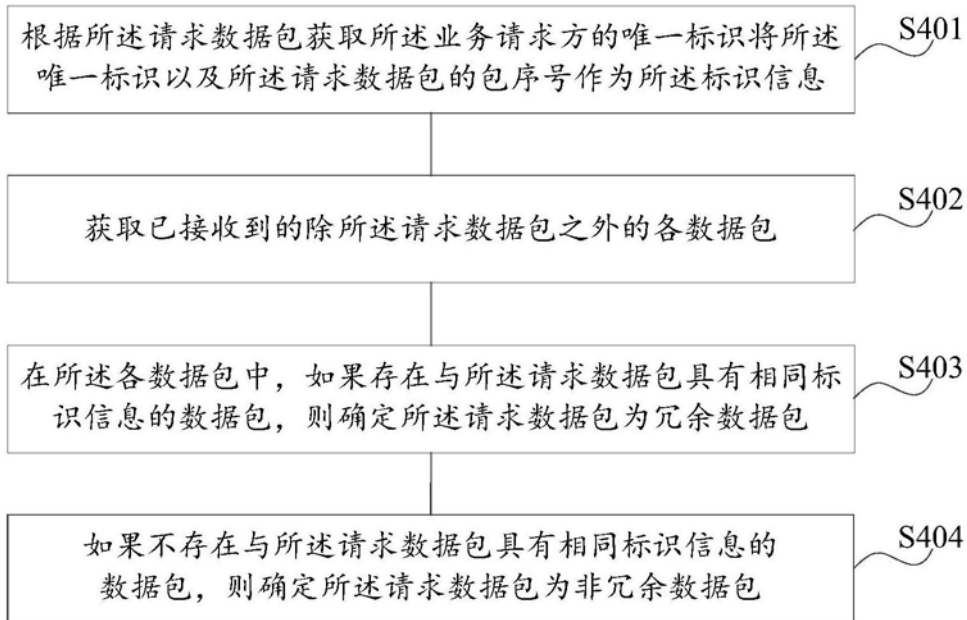 根据所述请求数据包获取所述业务请求方的唯一标识将所述
唯一标识以及所述请求数据包的包序号作为所述标识信息
S401
获取已接收到的除所述请求数据包之外的各数据包
S402
在所述各数据包中，如果存在与所述请求数据包具有相同标
识信息的数据包，则确定所述请求数据包为冗余数据包
S403
如果不存在与所述请求数据包具有相同标识信息的
数据包，则确定所述请求数据包为非冗余数据包
S404